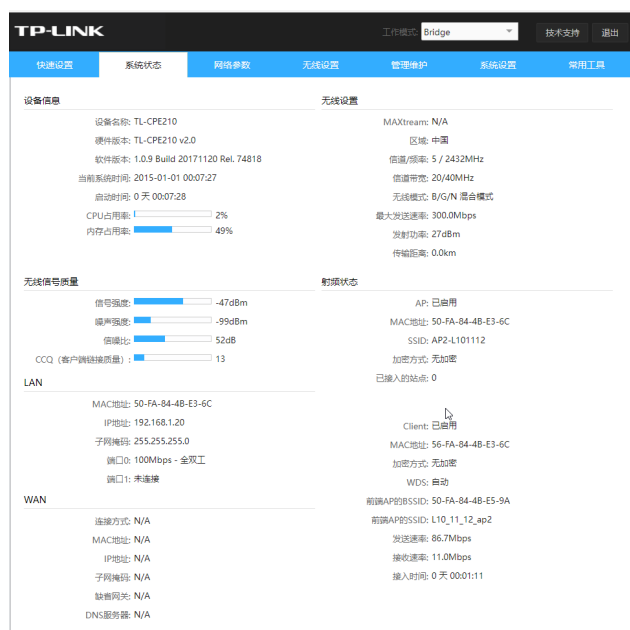 TP-LINK
工作模式: Bridge
技术支持
退出
快速设置 系统状态 网络参数 无线设置 管理维护 系统设置 常用工具
设备信息
设备名称: TL-CPE210
硬件版本: TL-CPE210 v2.0
软件版本: 1.0.9 Build 20171120 Rel. 74818
当前系统时间: 2015-01-01 00:07:27
启动时间: 0 天 00:07:28
CPU占用率: 2%
内存占用率: 49%
无线设置
MAXtream: N/A
区域: 中国
信道/频率: 5 / 2432MHz
信道带宽: 20/40MHz
无线模式: B/G/N 混合模式
最大发送速率: 300.0Mbps
发射功率: 27dBm
传输距离: 0.0km
无线信号质量
信号强度: -47dBm
噪声强度: -99dBm
信噪比: 52dB
CCQ（客户端链接质量）: 13
LAN
MAC地址: 50-FA-84-4B-E3-6C
IP地址: 192.168.1.20
子网掩码: 255.255.255.0
端口0: 100Mbps - 全双工
端口1: 未连接
WAN
连接方式: N/A
MAC地址: N/A
IP地址: N/A
子网掩码: N/A
缺省网关: N/A
DNS服务器: N/A
射频状态
AP: 已启用
MAC地址: 50-FA-84-4B-E3-6C
SSID: AP2-L101112
加密方式: 无加密
已接入的站点: 0
Client: 已启用
MAC地址: 56-FA-84-4B-E3-6C
加密方式: 无加密
WDS: 自动
前端AP的BSSID: 50-FA-84-4B-E5-9A
前端AP的SSID: L10_11_12_ap2
发送速率: 86.7Mbps
接收速率: 11.0Mbps
接入时间: 0 天 00:01:11